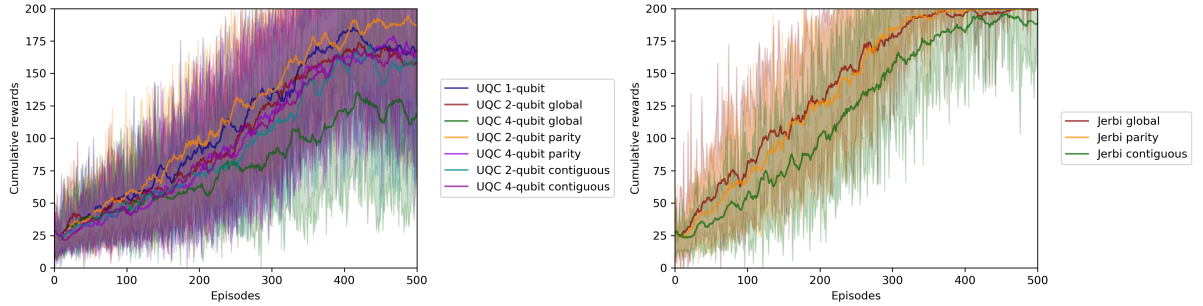 Cumulative rewards
200
175
150
125
100
75
50
25
0
0 100 200 300 400 500
Episodes
UQC 1-qubit
UQC 2-qubit global
UQC 4-qubit global
UQC 2-qubit parity
UQC 4-qubit parity
UQC 2-qubit contiguous
UQC 4-qubit contiguous
Cumulative rewards
200
175
150
125
100
75
50
25
0
0 100 200 300 400 500
Episodes
Jerbi global
Jerbi parity
Jerbi contiguous